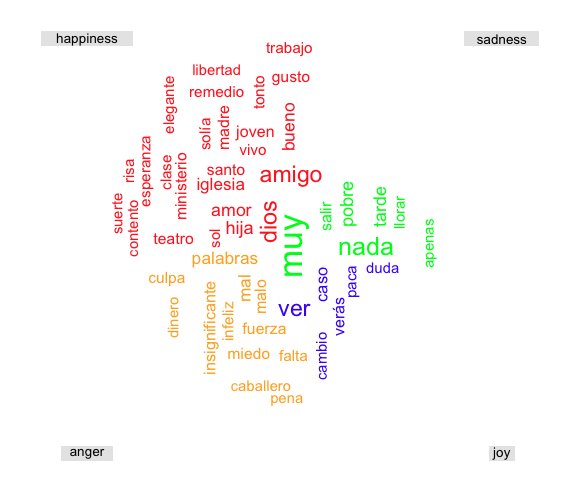 happiness
sadness
trabajo
libertad
gusto
remedio
tonto
elegante
solía
madre
joven
bueno
vivo
risa
esperanza
clase
ministerio
santo
iglesia
amigo
suerte
contento
amor
hija
dios
teatro
sol
salir
pobre
tarde
llorar
apenas
muy
nada
palabras
culpa
mal
malo
dinero
insignificante
infeliz
fuerza
miedo
falta
caballero
pena
ver
caso
paca
duda
verás
cambio
anger
joy